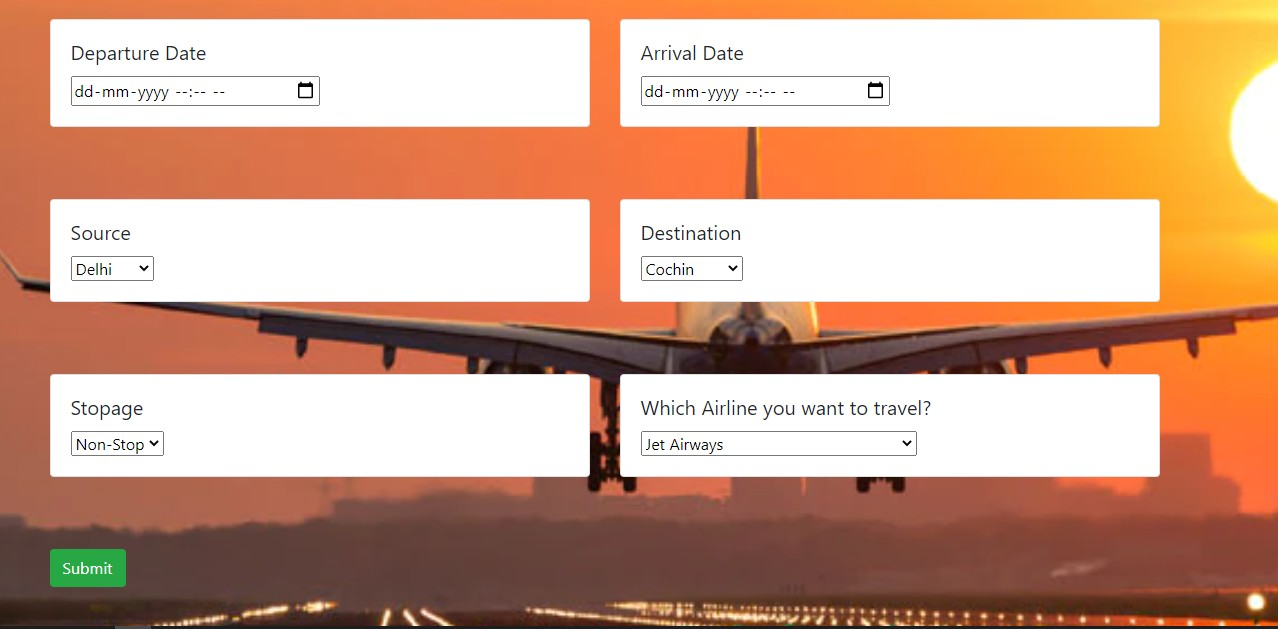 Departure Date
Arrival Date
dd-mm-yyyy --:-- --
dd-mm-yyyy --:-- --
Source
Destination
Delhi
Cochin
Stopage
Which Airline you want to travel?
Non-Stop
Jet Airways
Submit